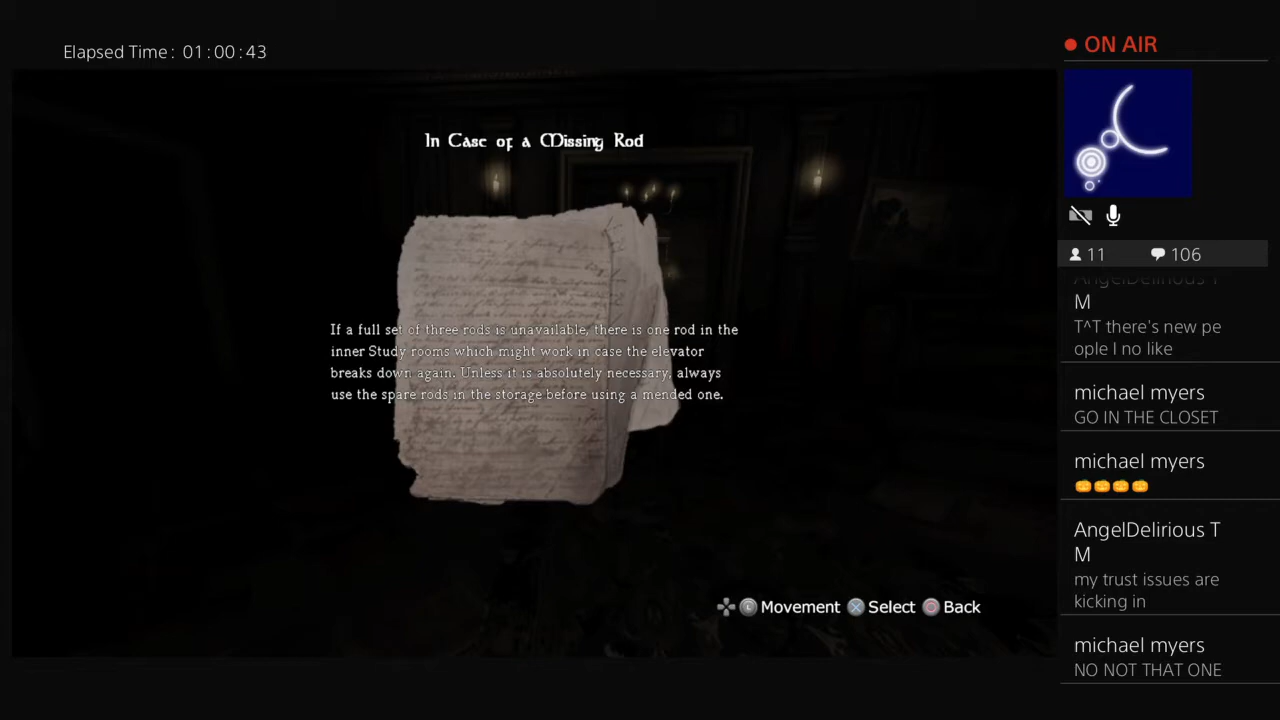 Elapsed Time: 01:00:43
ON AIR
In Case of a Missing Rod
If a full set of three rods is unavailable, there is one rod in the
inner Study rooms which might work in case the elevator
breaks down again. Unless it is absolutely necessary, always
use the spare rods in the storage before using a mended one.
Movement Select Back
11 106
AngelDelirious T
M
T^T there's new pe
ople I no like
michael myers
GO IN THE CLOSET
michael myers
🎃🎃🎃🎃
AngelDelirious T
M
my trust issues are
kicking in
michael myers
NO NOT THAT ONE